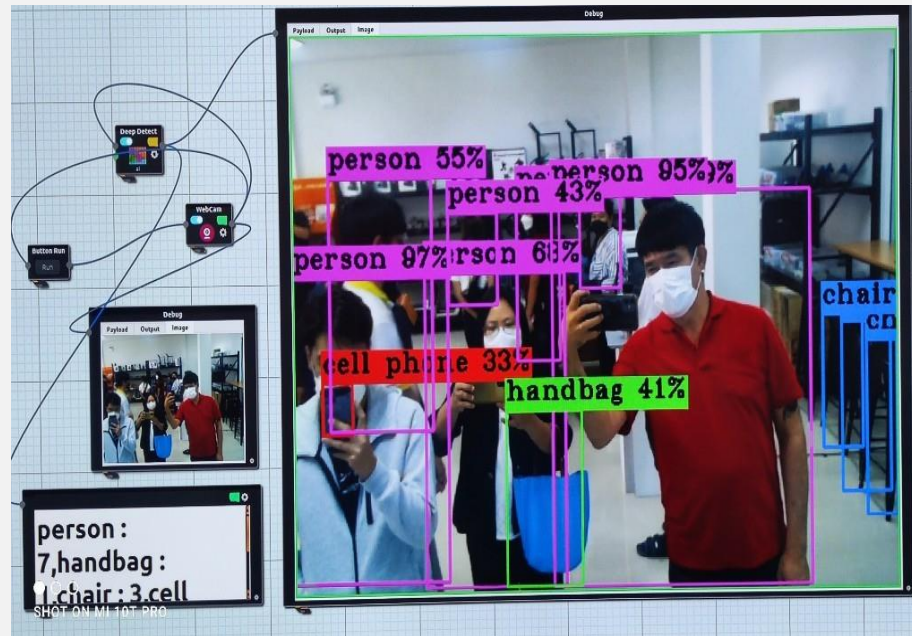 Debug
Payload Output Image
Deep Detect
ai
WebCam
Button Run
Run
Debug
Payload Output Image
person 55%
person 95%
person 43%
person 97%
erson 68%
cell phone 33%
handbag 41%
chair
person :
7,handbag :
1,chair : 3,cell
SHOT ON MI 10T PRO